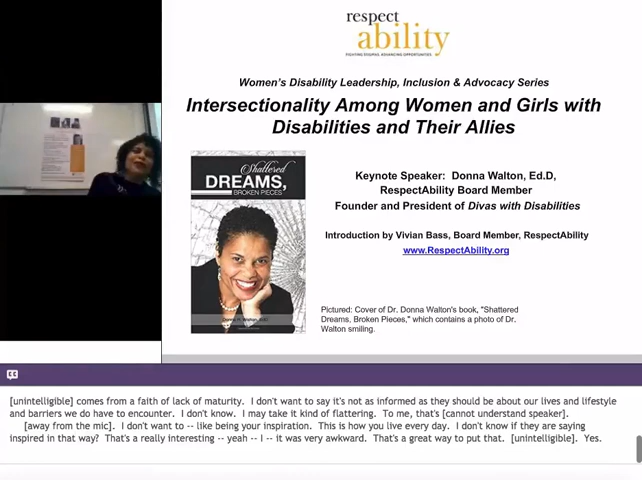 respect
ability
FIGHTING STIGMAS. ADVANCING OPPORTUNITIES.
Women's Disability Leadership, Inclusion & Advocacy Series
Intersectionality Among Women and Girls with
Disabilities and Their Allies
Shattered
DREAMS,
BROKEN PIECES
Keynote Speaker: Donna Walton, Ed.D,
RespectAbility Board Member
Founder and President of Divas with Disabilities
Introduction by Vivian Bass, Board Member, RespectAbility
www.RespectAbility.org
Pictured: Cover of Dr. Donna Walton's book, "Shattered
Dreams, Broken Pieces," which contains a photo of Dr.
Walton smiling.
[unintelligible] comes from a faith of lack of maturity. I don't want to say it's not as informed as they should be about our lives and lifestyle
and barriers we do have to encounter. I don't know. I may take it kind of flattering. To me, that's [cannot understand speaker].
[away from the mic]. I don't want to -- like being your inspiration. This is how you live every day. I don't know if they are saying
inspired in that way? That's a really interesting -- yeah -- I -- it was very awkward. That's a great way to put that. [unintelligible]. Yes.